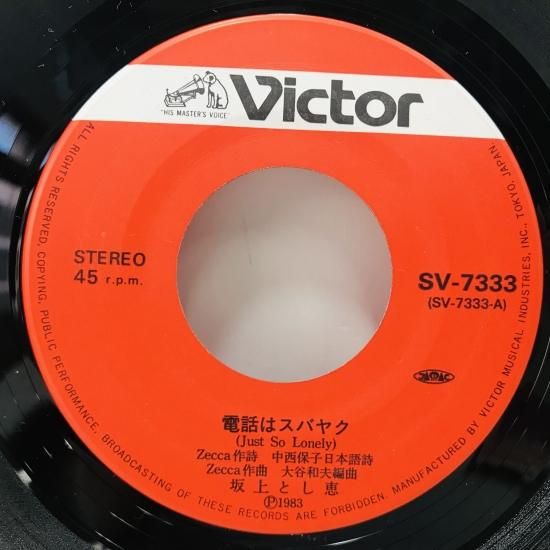 Victor
"HIS MASTER'S VOICE"
STEREO
45 r.p.m.
SV-7333
(SV-7333-A)
JASRAC
電話はスバヤク
(Just So Lonely)
Zecca作詩 中西保子日本語詩
Zecca作曲 大谷和夫編曲
坂上とし恵
Ⓟ1983
ALL RIGHTS RESERVED, COPYING, PUBLIC PERFORMANCE, BROADCASTING OF THESE RECORDS ARE FORBIDDEN. MANUFACTURED BY VICTOR MUSICAL INDUSTRIES, INC., TOKYO, JAPAN.